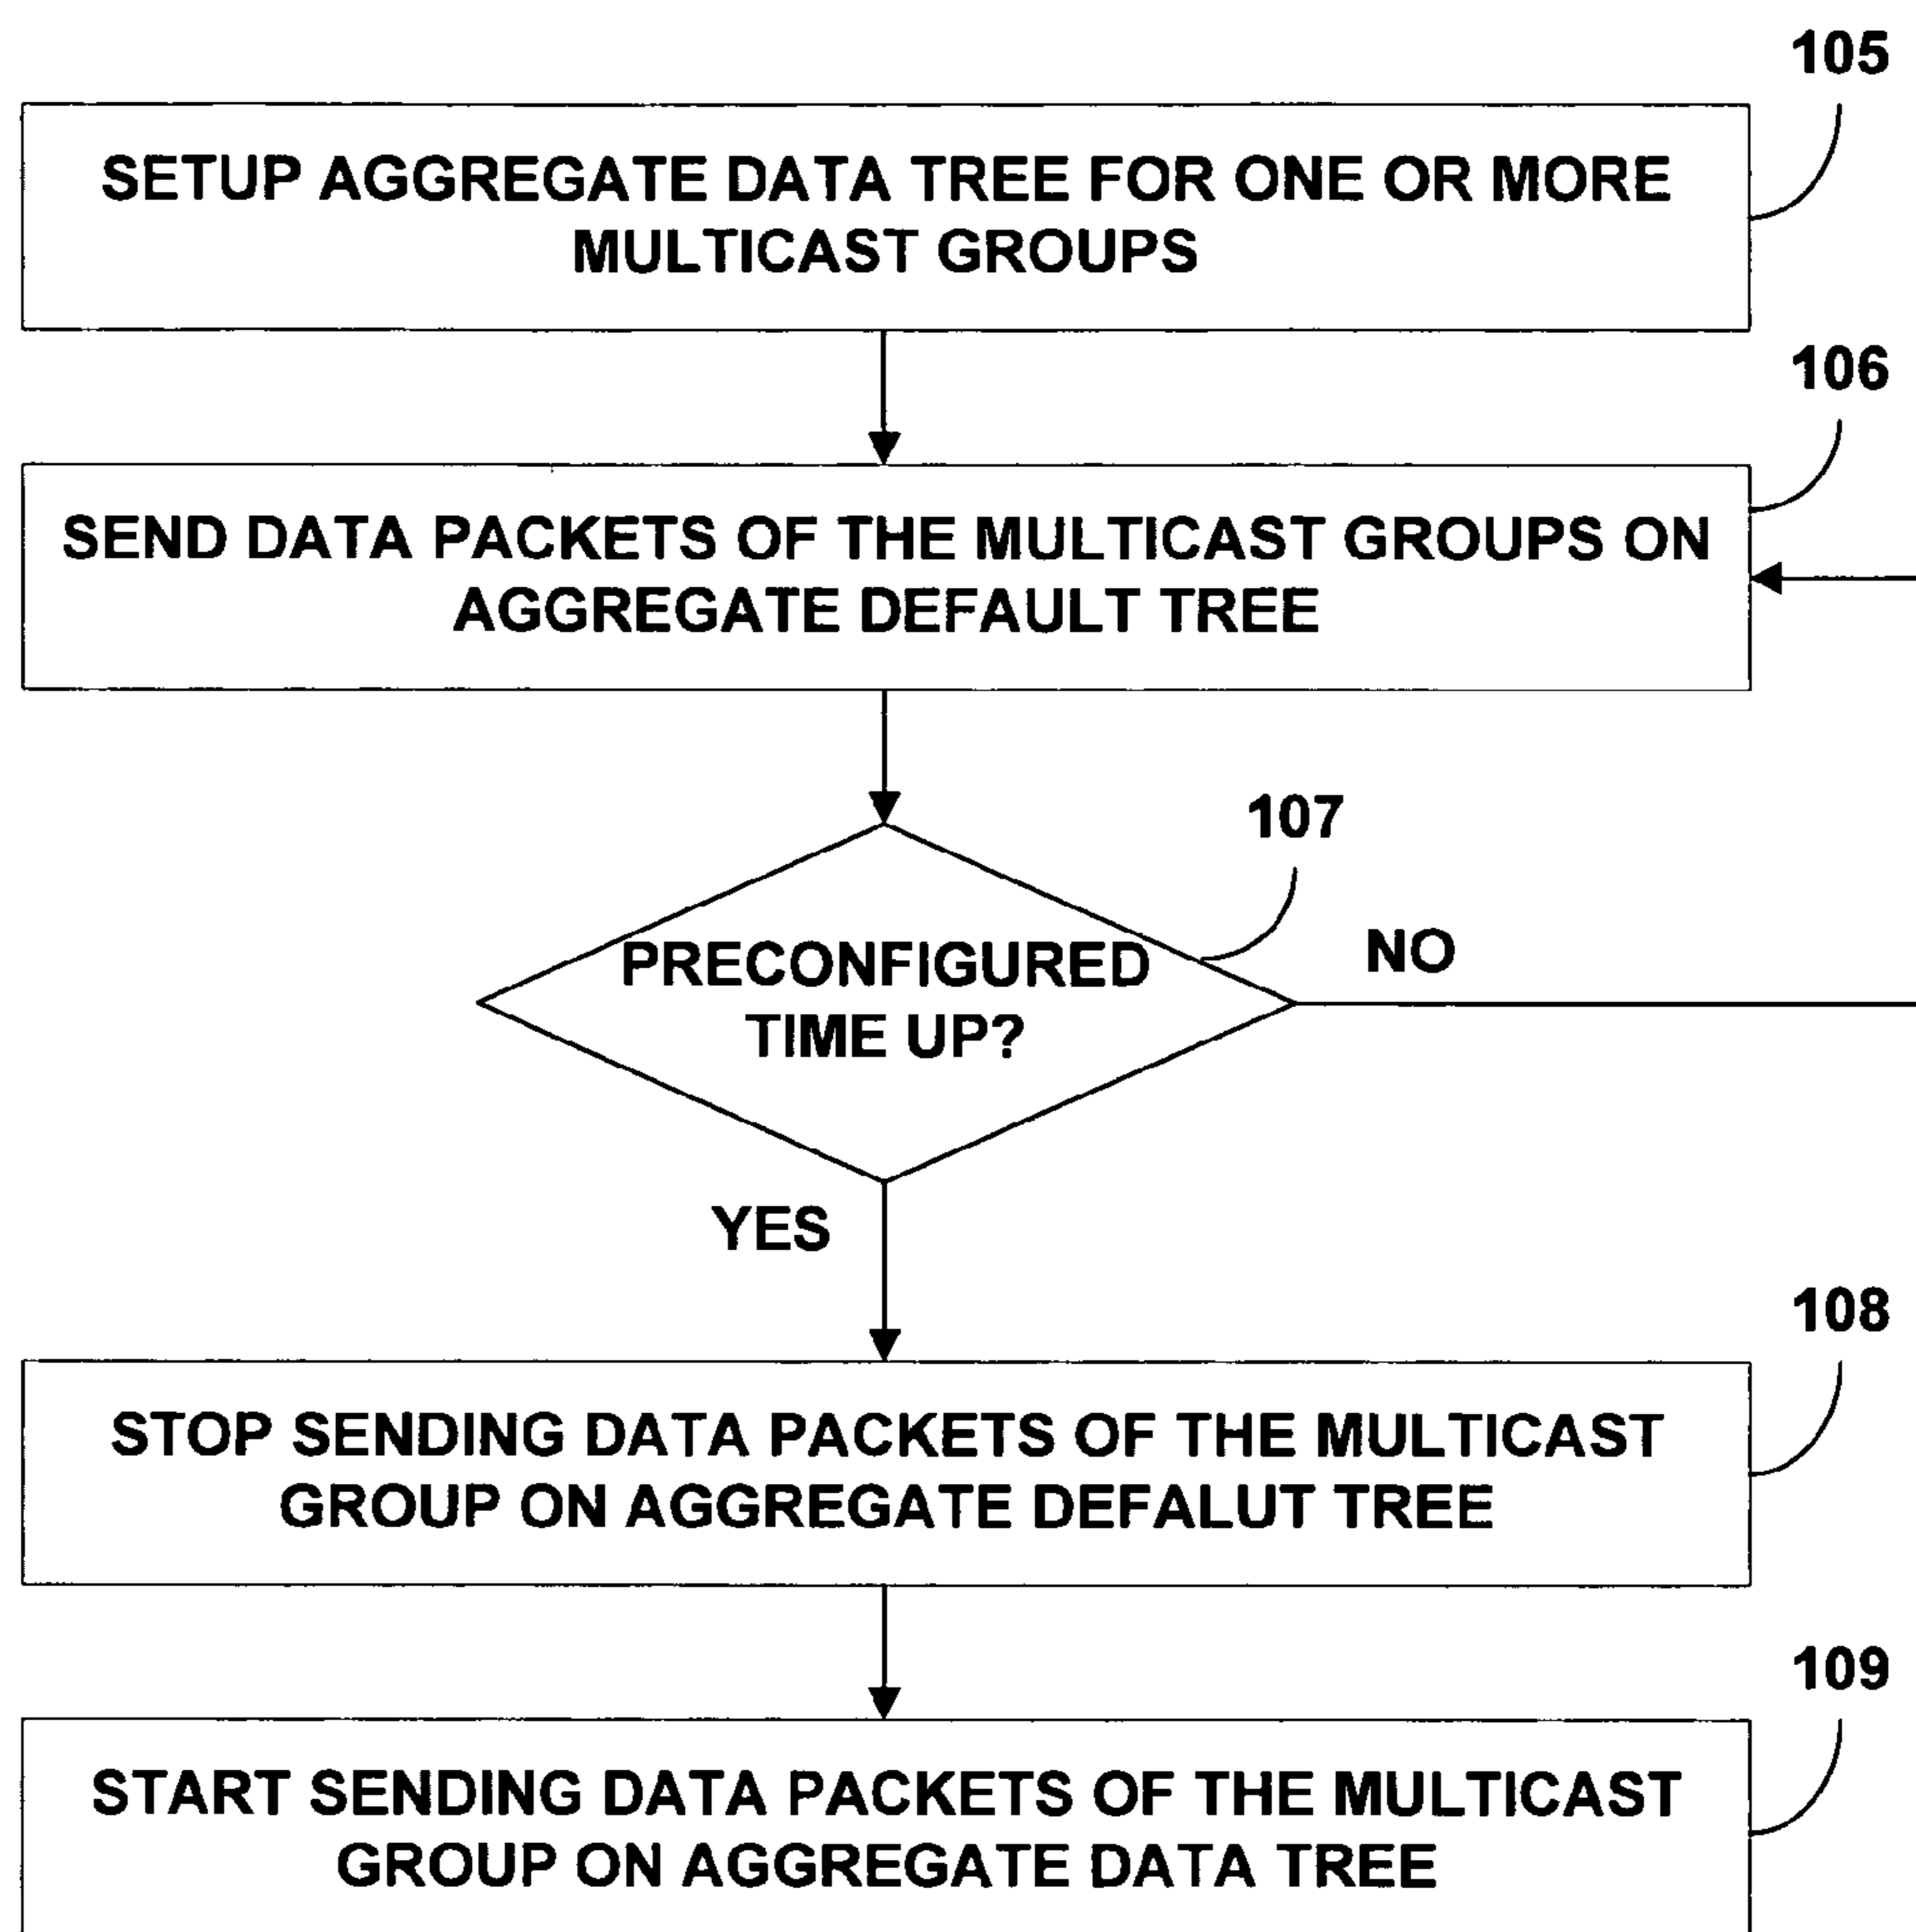 105
SETUP AGGREGATE DATA TREE FOR ONE OR MORE
MULTICAST GROUPS
106
SEND DATA PACKETS OF THE MULTICAST GROUPS ON
AGGREGATE DEFAULT TREE
107
PRECONFIGURED
TIME UP?
NO
YES
108
STOP SENDING DATA PACKETS OF THE MULTICAST
GROUP ON AGGREGATE DEFALUT TREE
109
START SENDING DATA PACKETS OF THE MULTICAST
GROUP ON AGGREGATE DATA TREE